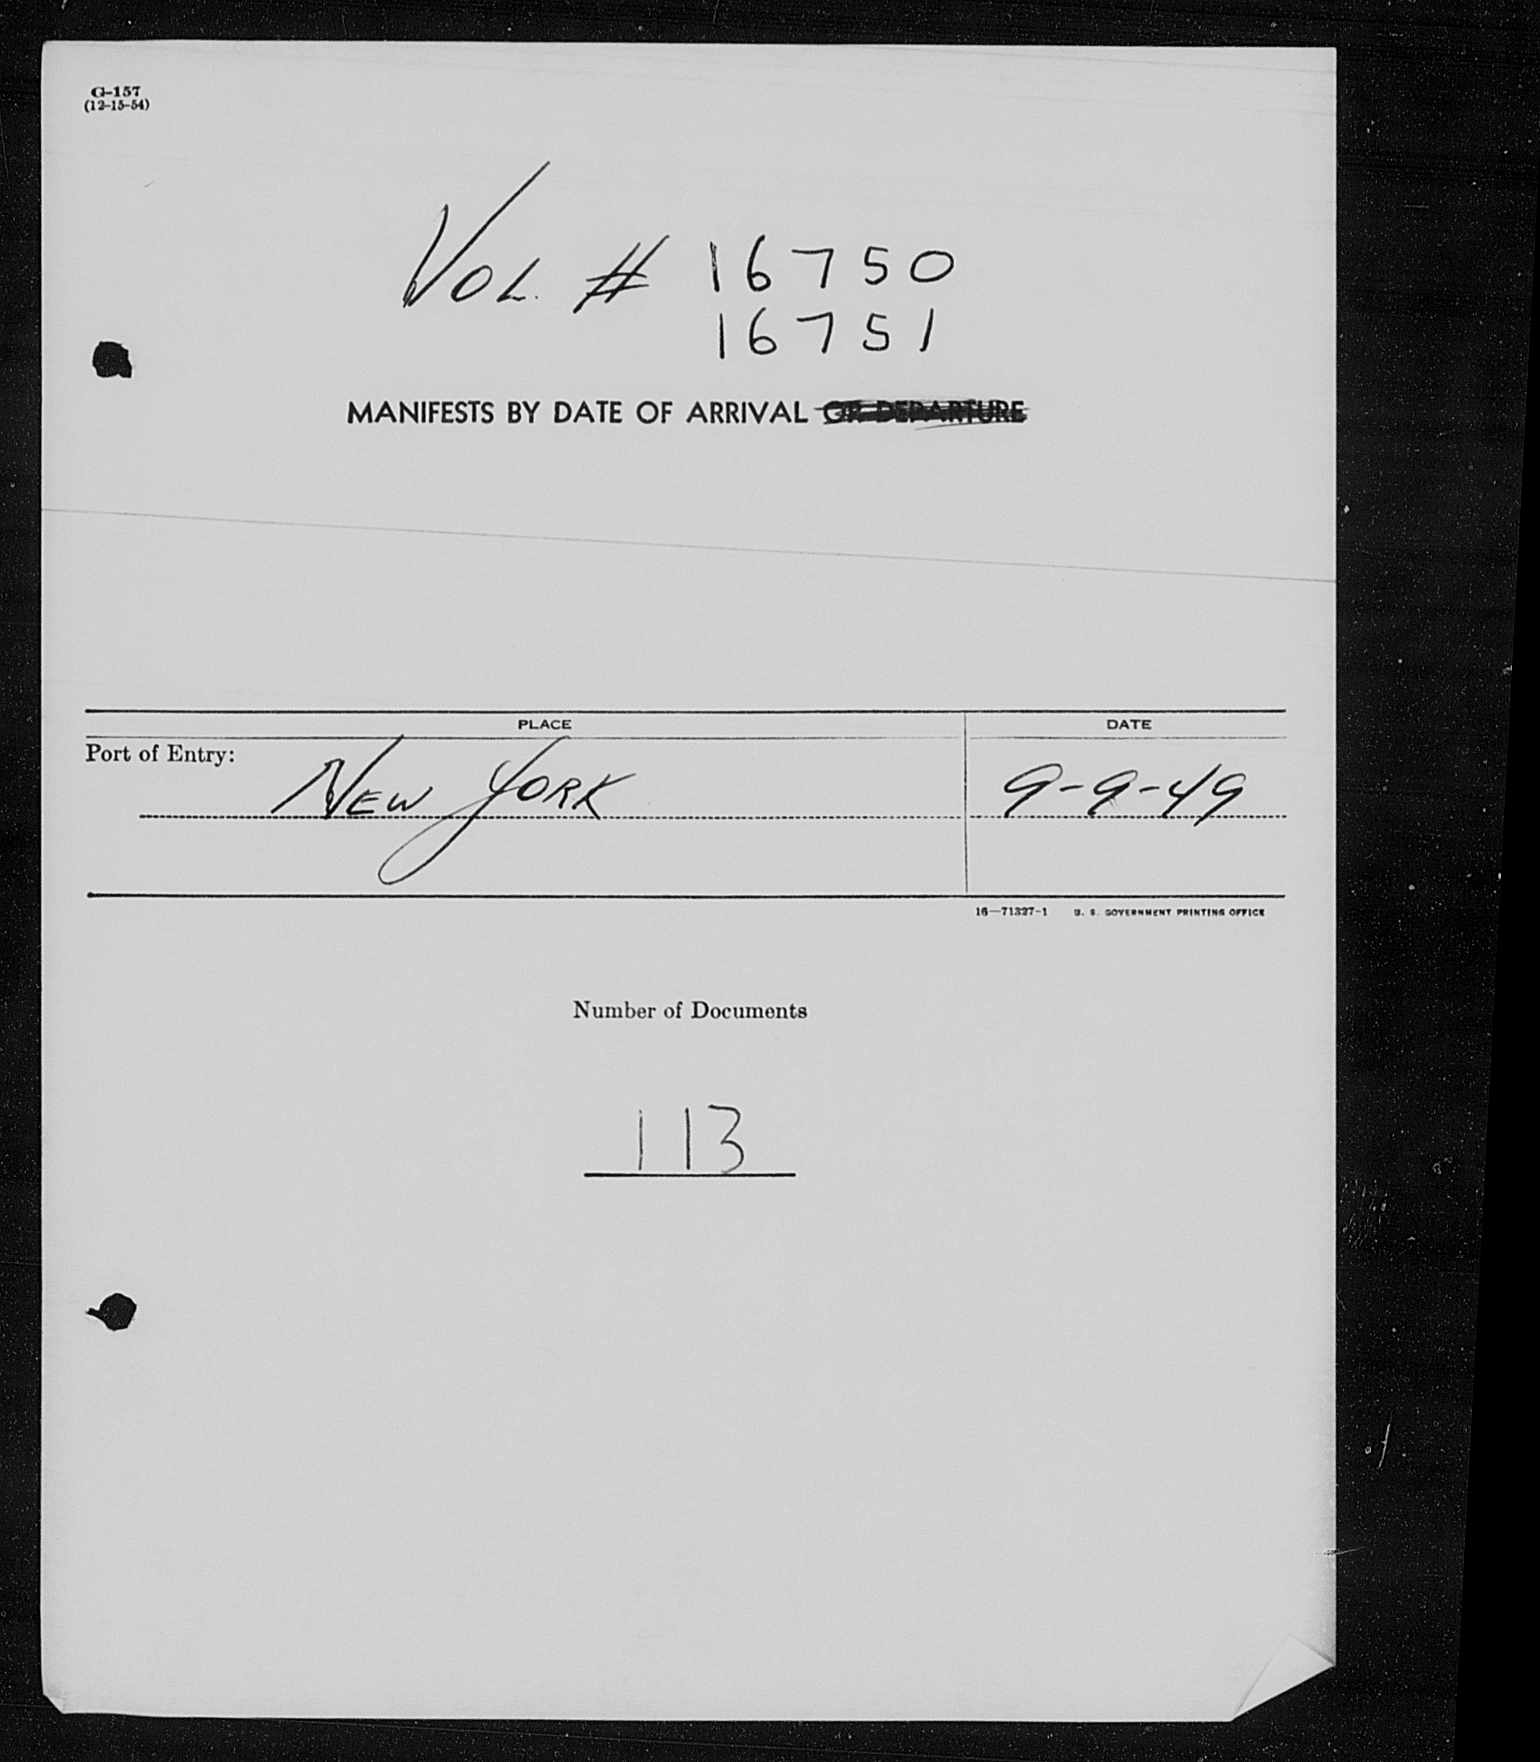 G-157
(12-15-54)
VOL. # 16750
16751
MANIFESTS BY DATE OF ARRIVAL OR DEPARTURE
PLACE DATE
Port of Entry:
NEW YORK 9-9-49
16—71327-1 U. S. GOVERNMENT PRINTING OFFICE
Number of Documents
113